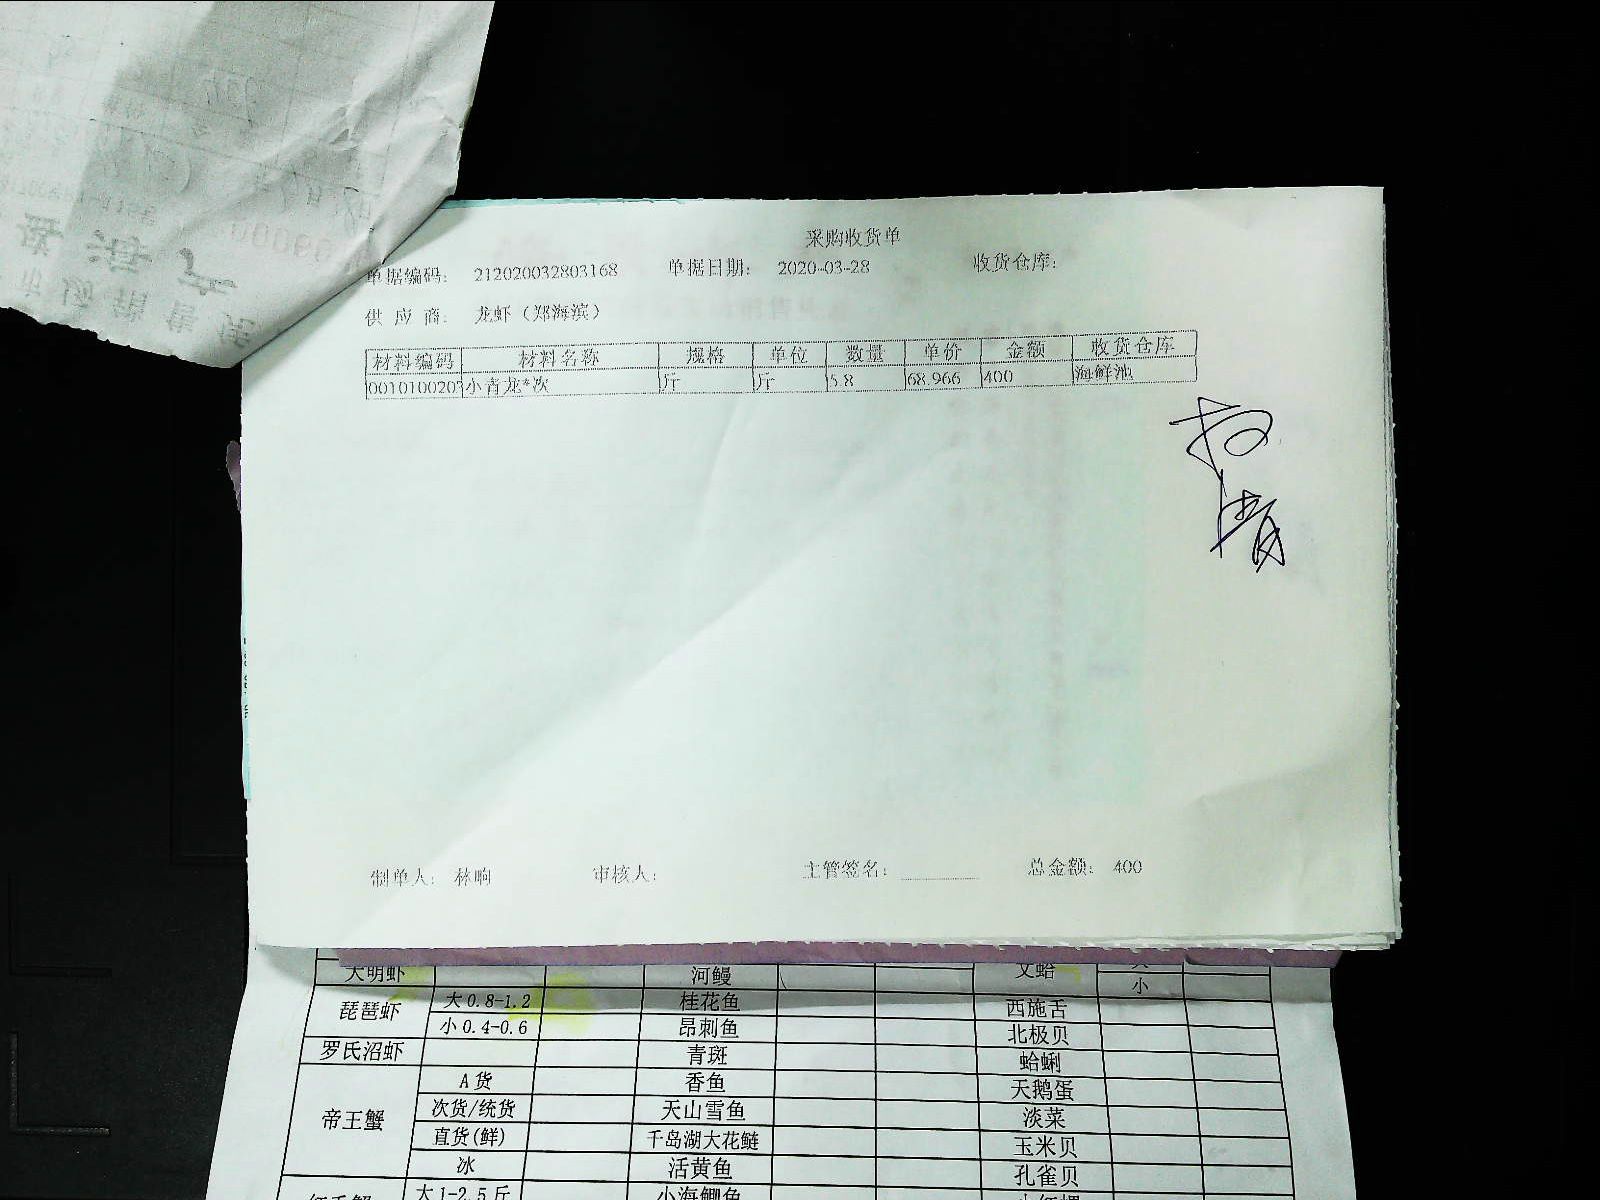 采购收货单
单据编码: 212020032803168 单据日期: 2020-03-28 收货仓库:
供应商: 龙虾（郑海滨）
材料编码 材料名称 规格 单位 数量 单价 金额 收货仓库
0010100205 小青龙*次 斤 斤 5.8 68.966 400 海鲜池
制单人: 林响 审核人: 主管签名: 总金额: 400
大明虾 河鳗 文蛤 大
小
琵琶虾 大0.8-1.2 桂花鱼 西施舌
小0.4-0.6 昂刺鱼 北极贝
罗氏沼虾 青斑 蛤蜊
帝王蟹 A货 香鱼 天鹅蛋
次货/统货 天山雪鱼 淡菜
直货(鲜) 千岛湖大花鲢 玉米贝
冰 活黄鱼 孔雀贝
大1-2.5斤 小海鲫鱼